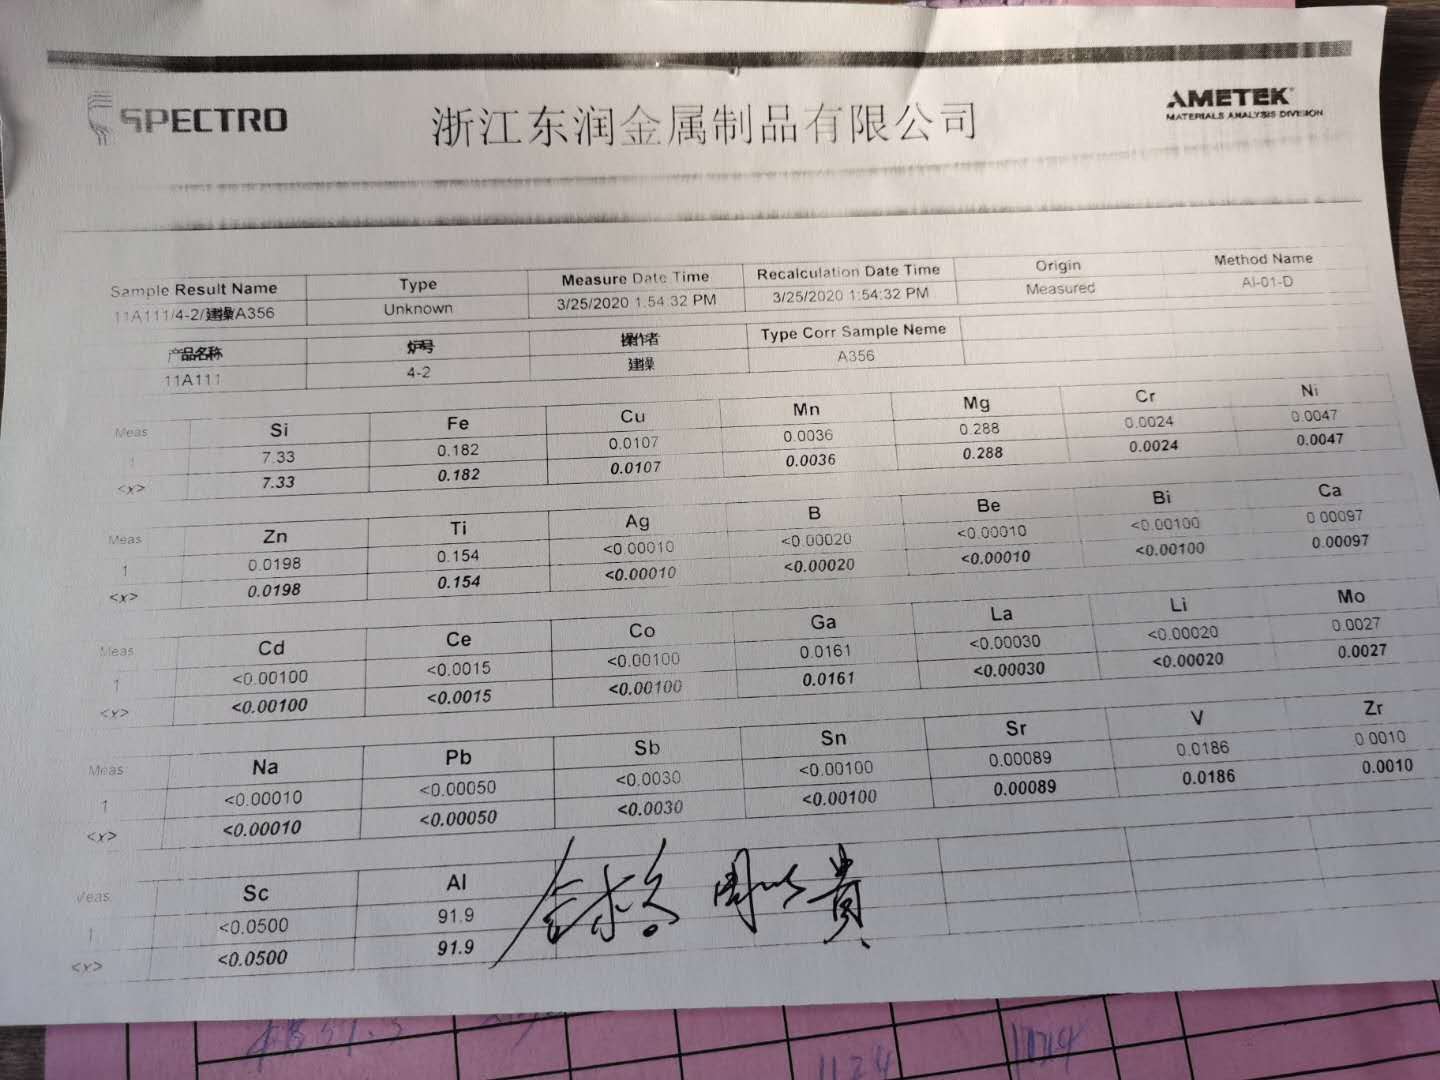 SPECTRO
浙江东润金属制品有限公司
AMETEK
MATERIALS ANALYSIS DIVISION
Sample Result Name Type Measure Date Time Recalculation Date Time Origin Method Name
11A111/4-2/建操A356 Unknown 3/25/2020 1:54:32 PM 3/25/2020 1:54:32 PM Measured Al-01-D
产品名称 炉号 操作者 Type Corr Sample Neme
11A111 4-2 建操 A356
Meas Si Fe Cu Mn Mg Cr Ni
1 7.33 0.182 0.0107 0.0036 0.288 0.0024 0.0047
<x> 7.33 0.182 0.0107 0.0036 0.288 0.0024 0.0047
Meas Zn Ti Ag B Be Bi Ca
1 0.0198 0.154 <0.00010 <0.00020 <0.00010 <0.00100 0.00097
<x> 0.0198 0.154 <0.00010 <0.00020 <0.00010 <0.00100 0.00097
Meas Cd Ce Co Ga La Li Mo
1 <0.00100 <0.0015 <0.00100 0.0161 <0.00030 <0.00020 0.0027
<x> <0.00100 <0.0015 <0.00100 0.0161 <0.00030 <0.00020 0.0027
Meas Na Pb Sb Sn Sr V Zr
1 <0.00010 <0.00050 <0.0030 <0.00100 0.00089 0.0186 0.0010
<x> <0.00010 <0.00050 <0.0030 <0.00100 0.00089 0.0186 0.0010
Meas Sc Al
1 <0.0500 91.9
<x> <0.0500 91.9
1124